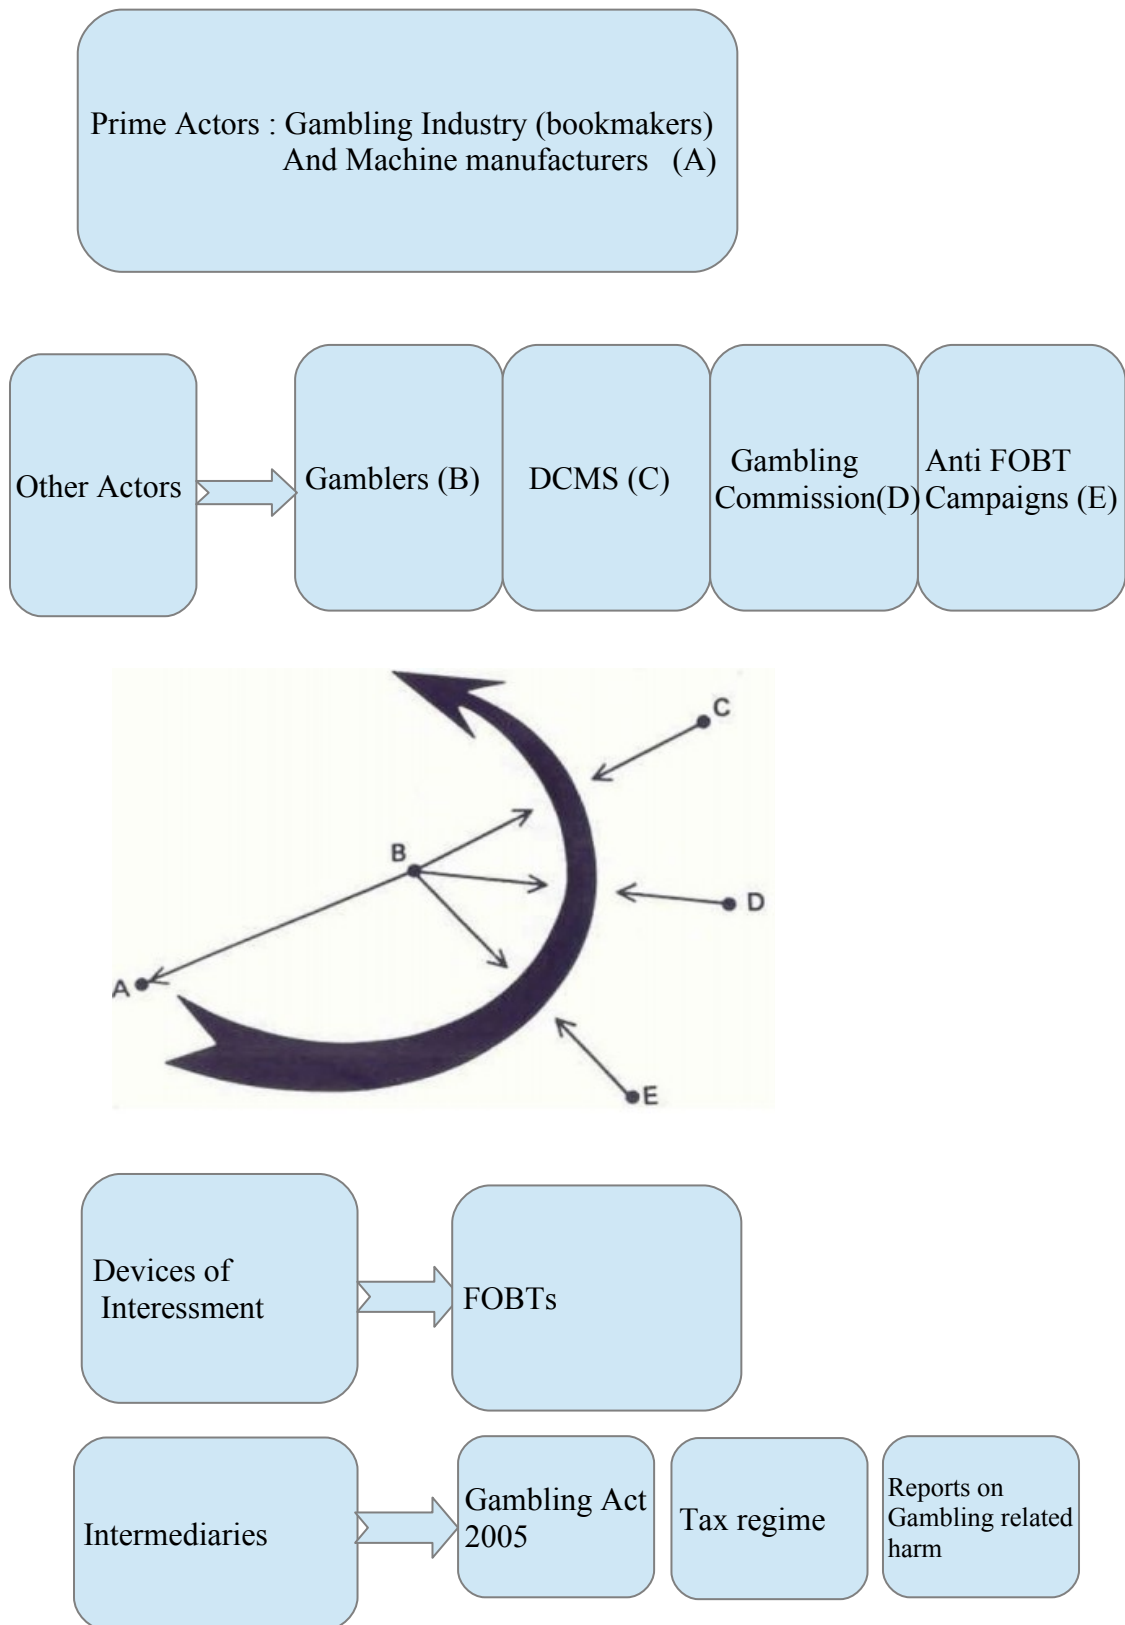 Prime Actors : Gambling Industry (bookmakers)
And Machine manufacturers (A)
Other Actors
Gamblers (B)
DCMS (C)
Gambling
Commission(D)
Anti FOBT
Campaigns (E)
C
B
D
A
E
Devices of
Interessment
FOBTs
Intermediaries
Gambling Act
2005
Tax regime
Reports on
Gambling related
harm